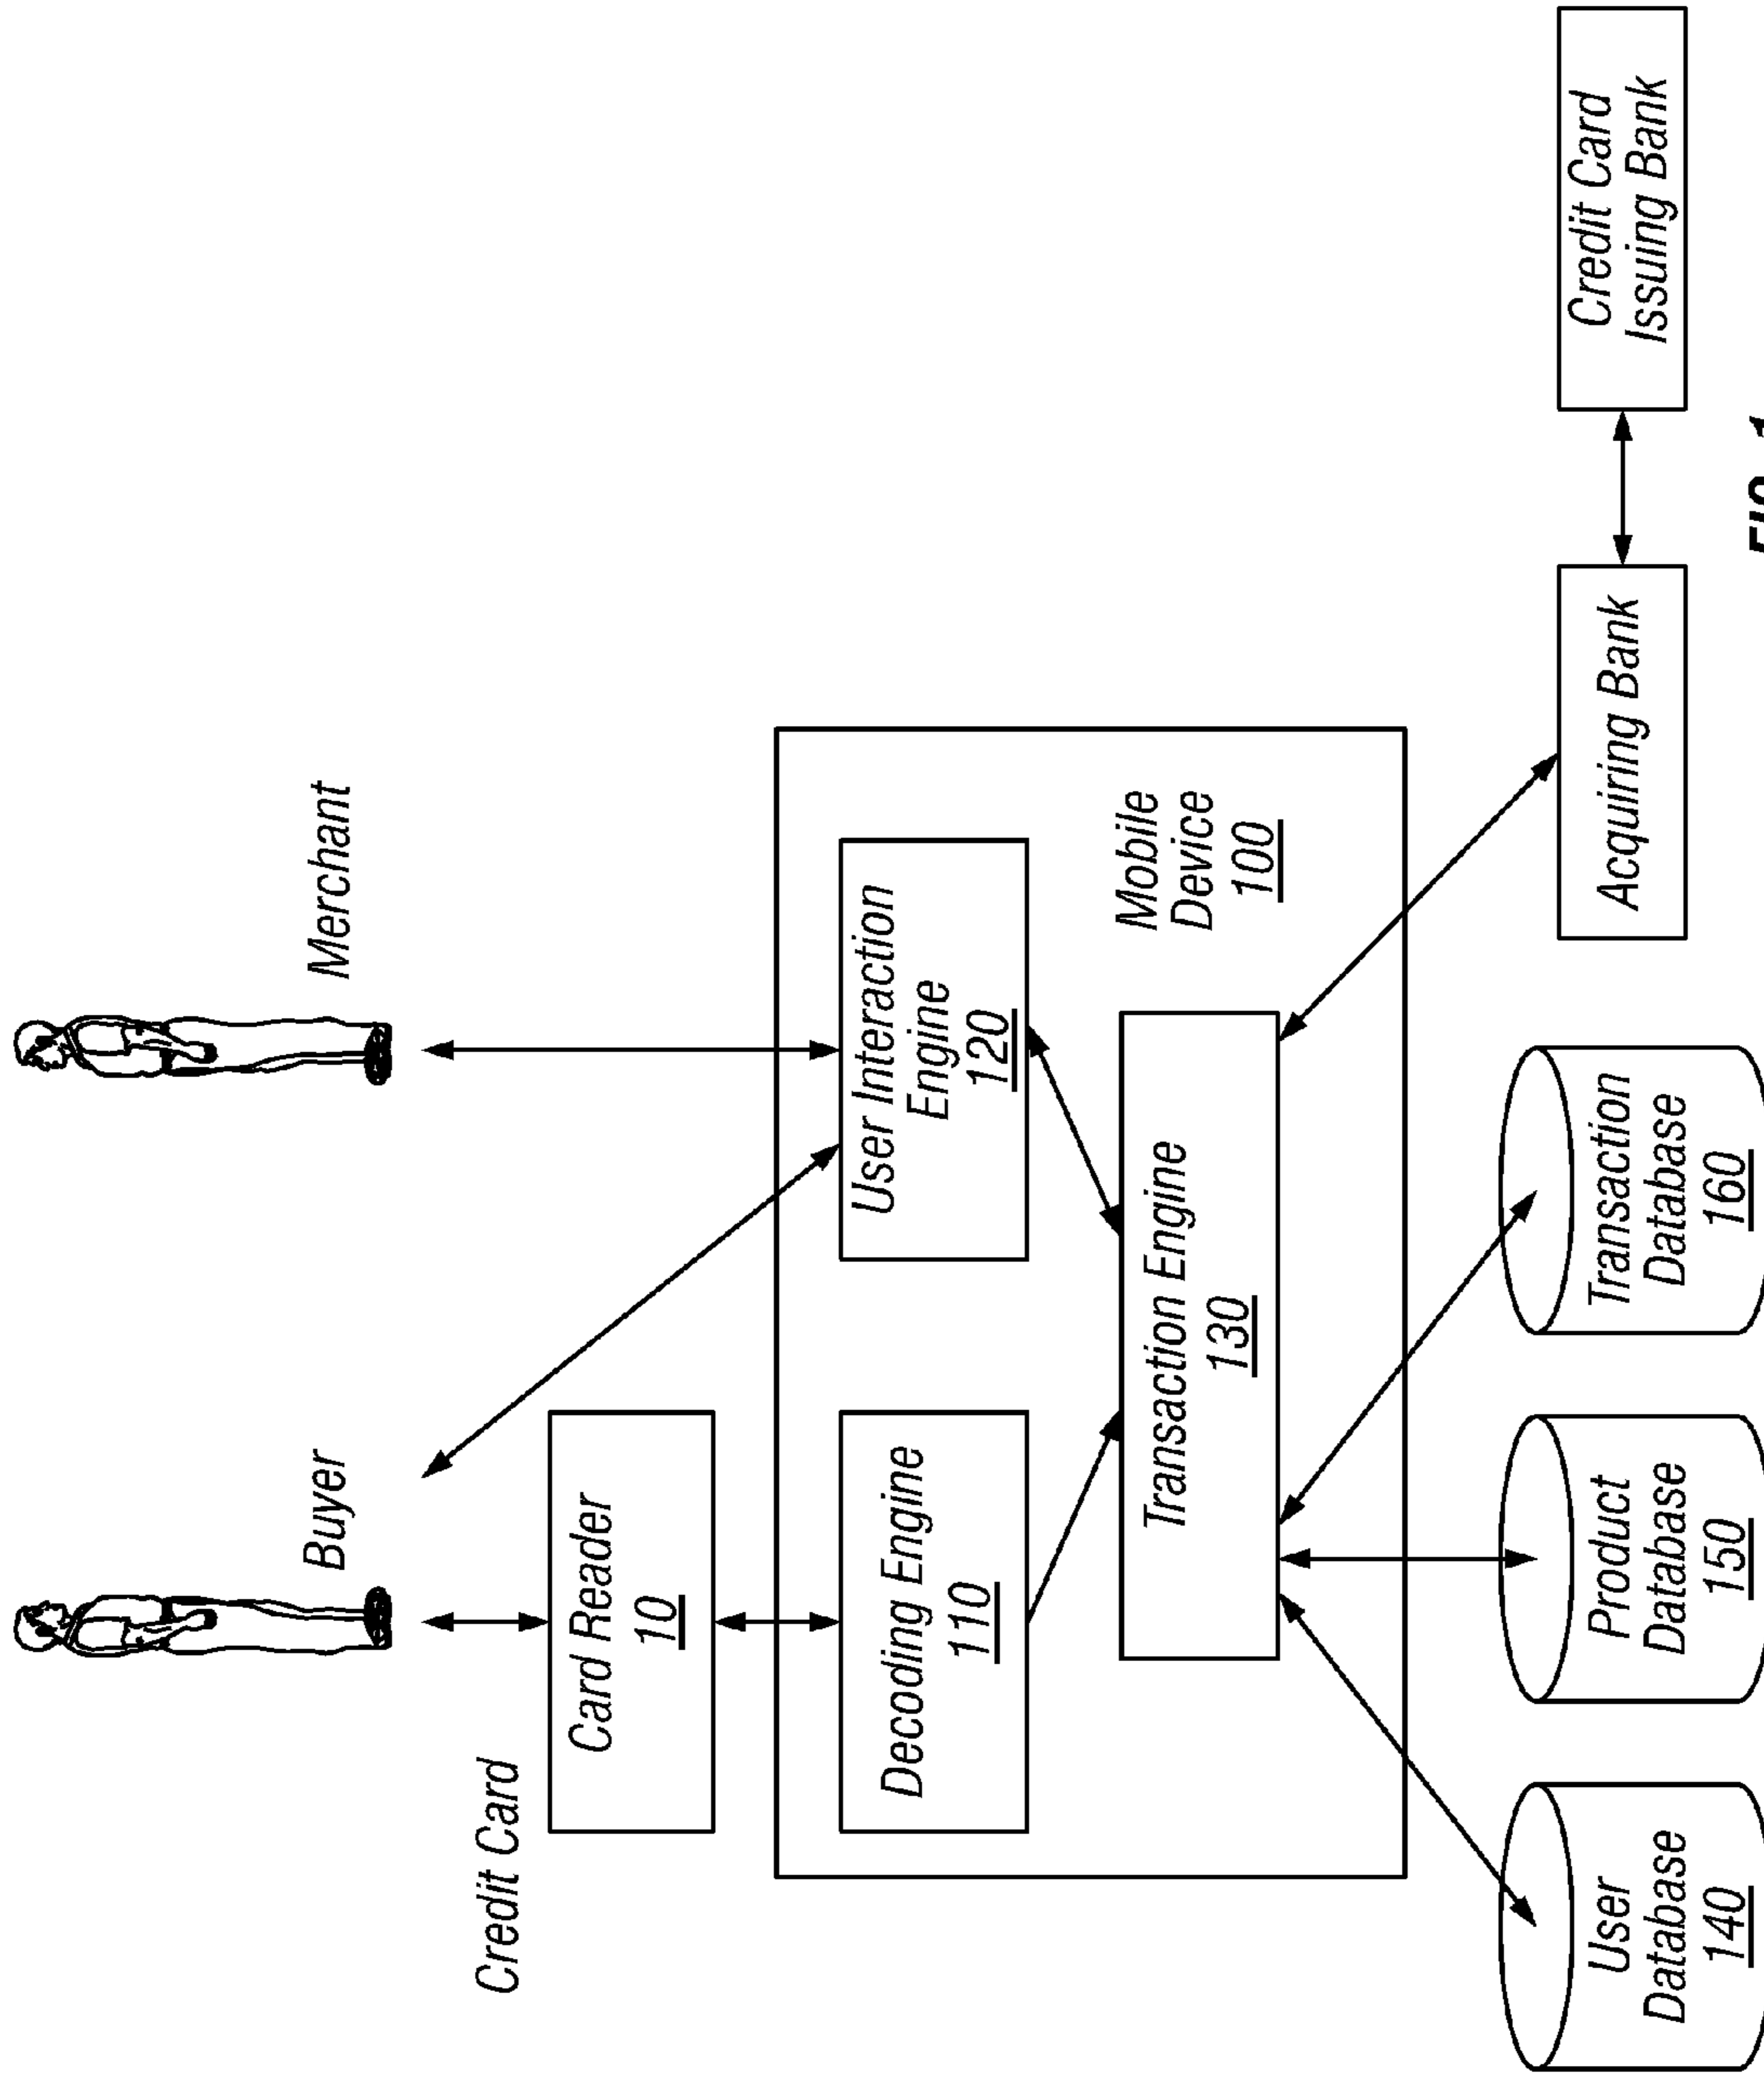 Buyer
Merchant
Credit Card
Card Reader
10
Decoding Engine
110
User Interaction
Engine
120
Transaction Engine
130
Mobile
Device
100
User
Database
140
Product
Database
150
Transaction
Database
160
Acquiring Bank
Credit Card
Issuing Bank